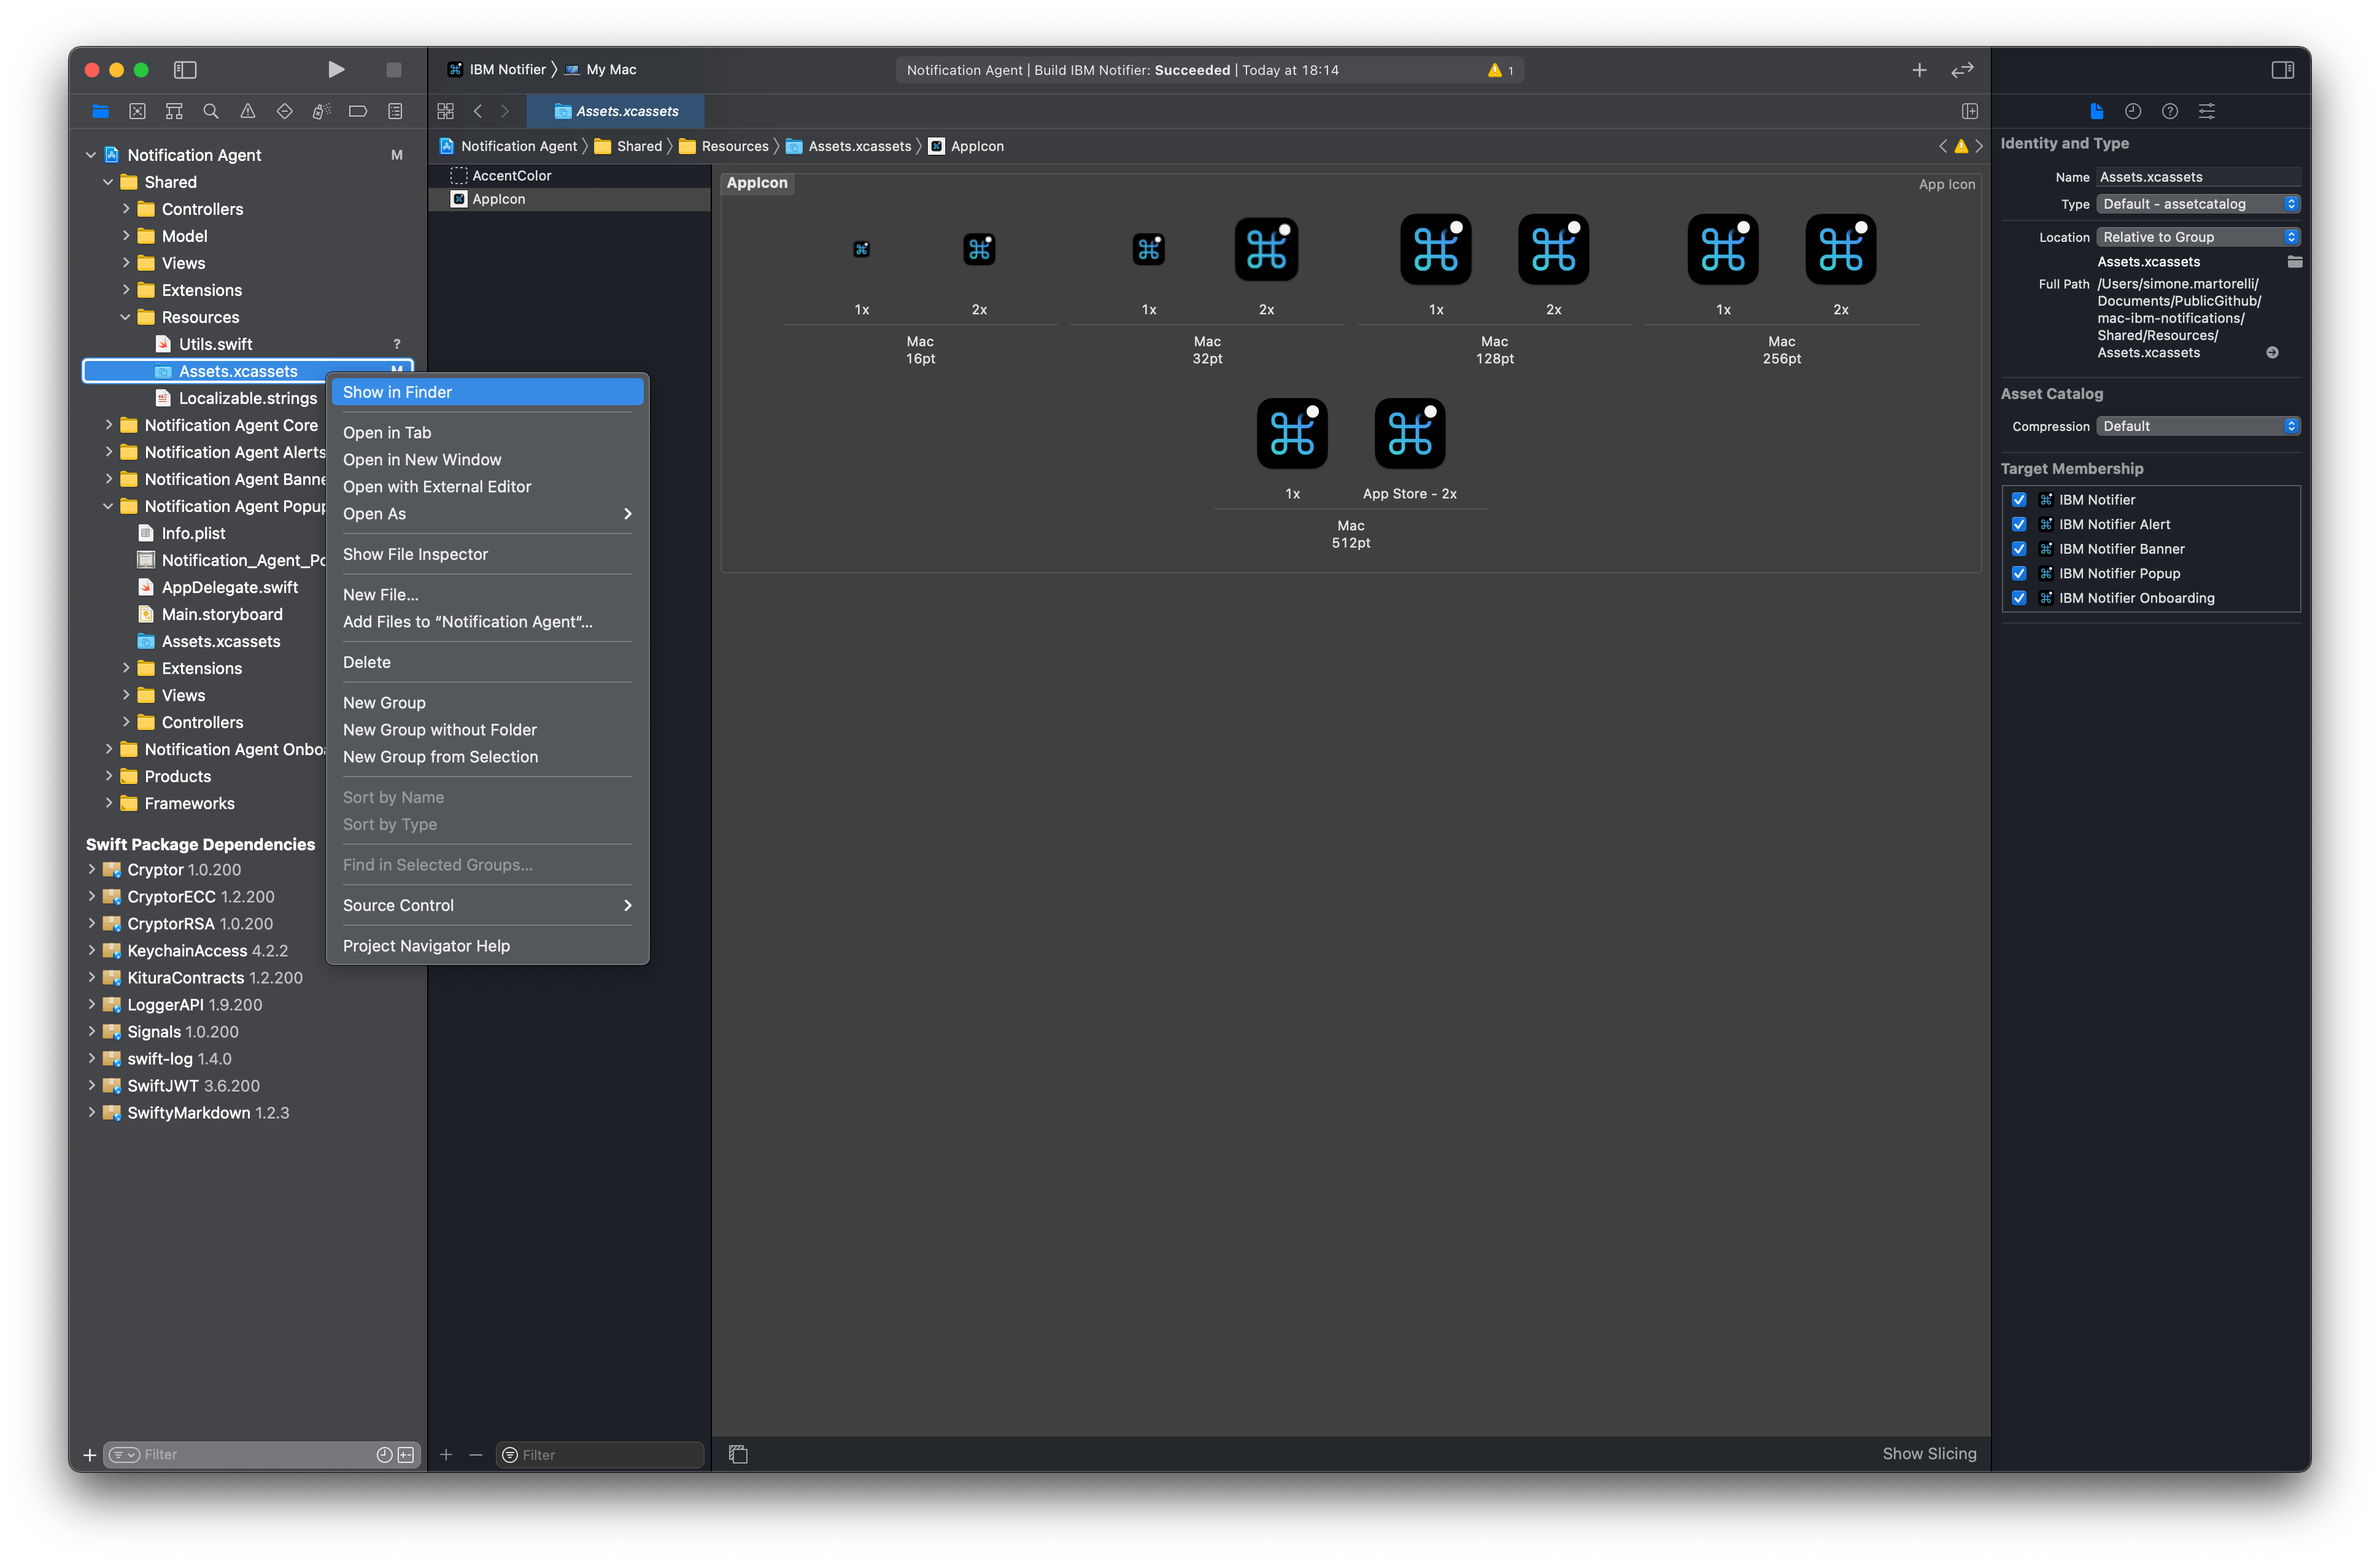 IBM Notifier
My Mac
Notification Agent | Build IBM Notifier: Succeeded | Today at 18:14
1
Assets.xcassets
Notification Agent
Shared
Resources
Assets.xcassets
AppIcon
Notification Agent M
Shared
Controllers
Model
Views
Extensions
Resources
Utils.swift ?
Assets.xcassets M
Localizable.strings
Notification Agent Core
Notification Agent Alerts
Notification Agent Banne
Notification Agent Popup
Info.plist
Notification_Agent_Po
AppDelegate.swift
Main.storyboard
Assets.xcassets
Extensions
Views
Controllers
Notification Agent Onboa
Products
Frameworks
Swift Package Dependencies
Cryptor 1.0.200
CryptorECC 1.2.200
CryptorRSA 1.0.200
KeychainAccess 4.2.2
KituraContracts 1.2.200
LoggerAPI 1.9.200
Signals 1.0.200
swift-log 1.4.0
SwiftJWT 3.6.200
SwiftyMarkdown 1.2.3
Filter
Show in Finder
Open in Tab
Open in New Window
Open with External Editor
Open As
Show File Inspector
New File...
Add Files to “Notification Agent“...
Delete
New Group
New Group without Folder
New Group from Selection
Sort by Name
Sort by Type
Find in Selected Groups...
Source Control
Project Navigator Help
AccentColor
AppIcon
Filter
AppIcon
App Icon
1x 2x 1x 2x 1x 2x 1x 2x
Mac Mac Mac Mac
16pt 32pt 128pt 256pt
1x App Store - 2x
Mac
512pt
Show Slicing
Identity and Type
Name Assets.xcassets
Type Default - assetcatalog
Location Relative to Group
Assets.xcassets
Full Path /Users/simone.martorelli/
Documents/PublicGithub/
mac-ibm-notifications/
Shared/Resources/
Assets.xcassets
Asset Catalog
Compression Default
Target Membership
IBM Notifier
IBM Notifier Alert
IBM Notifier Banner
IBM Notifier Popup
IBM Notifier Onboarding